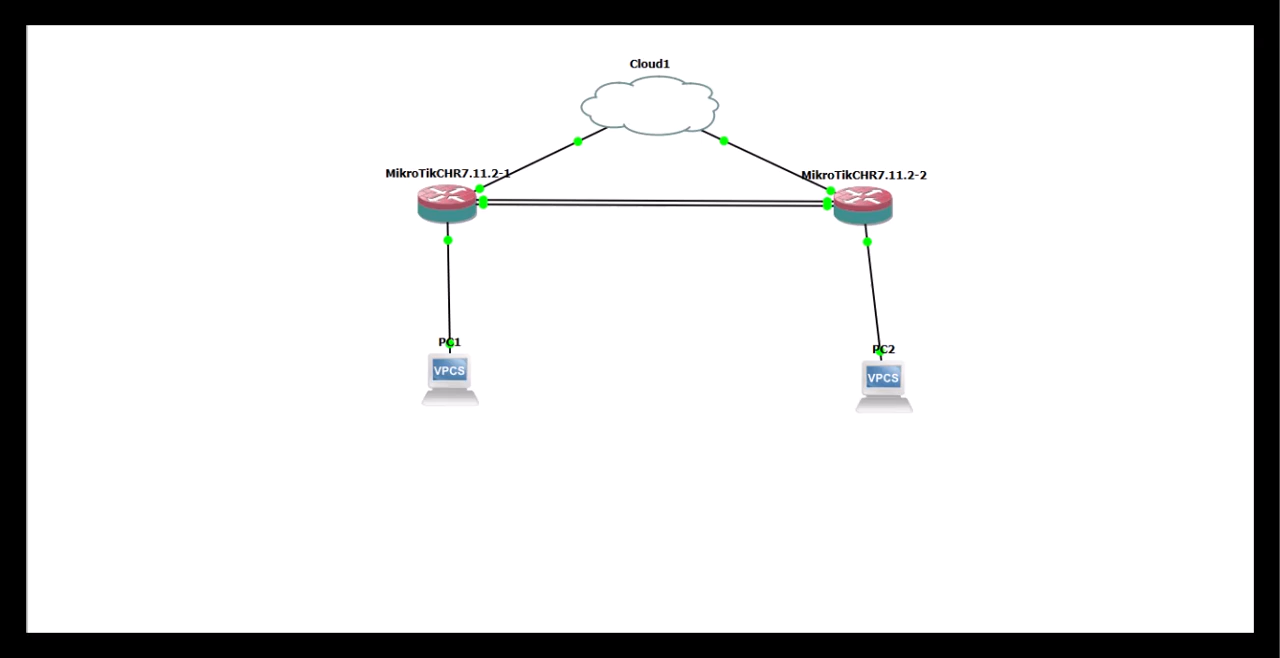 Cloud1
MikroTikCHR7.11.2-1
MikroTikCHR7.11.2-2
PC1
PC2
VPCS
VPCS